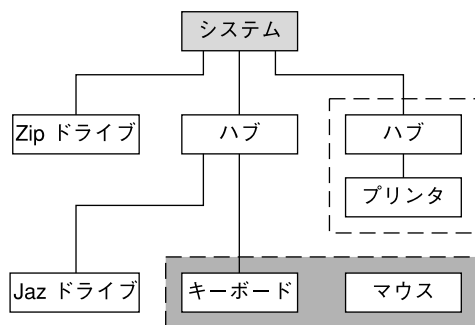 システム
Zip ドライブ
ハブ
ハブ
プリンタ
Jaz ドライブ
キーボード
マウス